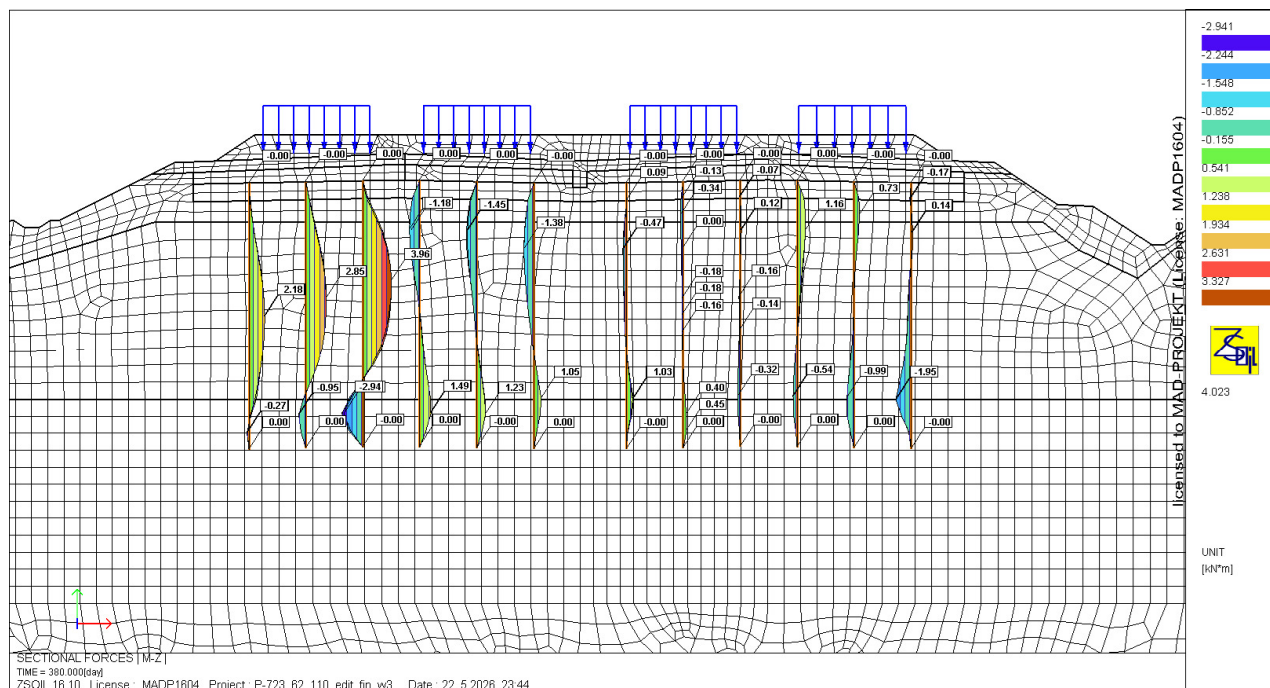 -2.941
-2.244
-1.548
-0.852
-0.155
0.541
1.238
1.934
2.631
3.327
4.023
UNIT
[kN*m]
licensed to MAD-PROJEKT (License: MADP1604)
ZSoil
-0.00 -0.00 0.00 0.00 0.00 -0.00 -0.00 -0.00 -0.00 0.00 -0.00 -0.00
0.09 -0.13 -0.07 -0.17
-0.34 0.73
-1.18 -1.45 0.12 1.16 0.14
-1.38 -0.47 0.00
3.96
2.85 -0.18 -0.16
2.18 -0.18
-0.16 -0.14
1.05 1.03 -0.32 -0.54 -0.99 -1.95
-0.95 -2.94 1.49 1.23 0.40
-0.27 0.45
0.00 0.00 -0.00 0.00 -0.00 0.00 -0.00 0.00 -0.00 0.00 0.00 -0.00
SECTIONAL FORCES | M-Z |
TIME = 380.000[day]
ZSOIL 16.10 License : MADP1604 Project : P-723_62_110_edit_fin_w3 Date : 22.5.2026 23:44